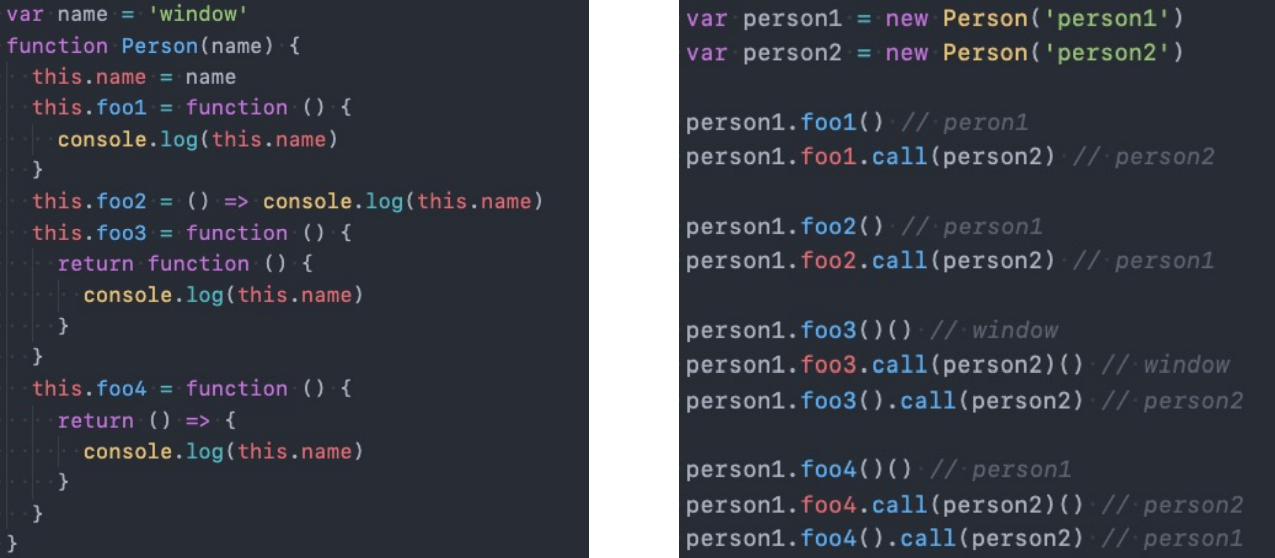 var name = 'window'
function Person(name) {
  this.name = name
  this.foo1 = function () {
    console.log(this.name)
  }
  this.foo2 = () => console.log(this.name)
  this.foo3 = function () {
    return function () {
      console.log(this.name)
    }
  }
  this.foo4 = function () {
    return () => {
      console.log(this.name)
    }
  }
}
var person1 = new Person('person1')
var person2 = new Person('person2')
person1.foo1() // peron1
person1.foo1.call(person2) // person2
person1.foo2() // person1
person1.foo2.call(person2) // person1
person1.foo3()() // window
person1.foo3.call(person2)() // window
person1.foo3().call(person2) // person2
person1.foo4()() // person1
person1.foo4.call(person2)() // person2
person1.foo4().call(person2) // person1